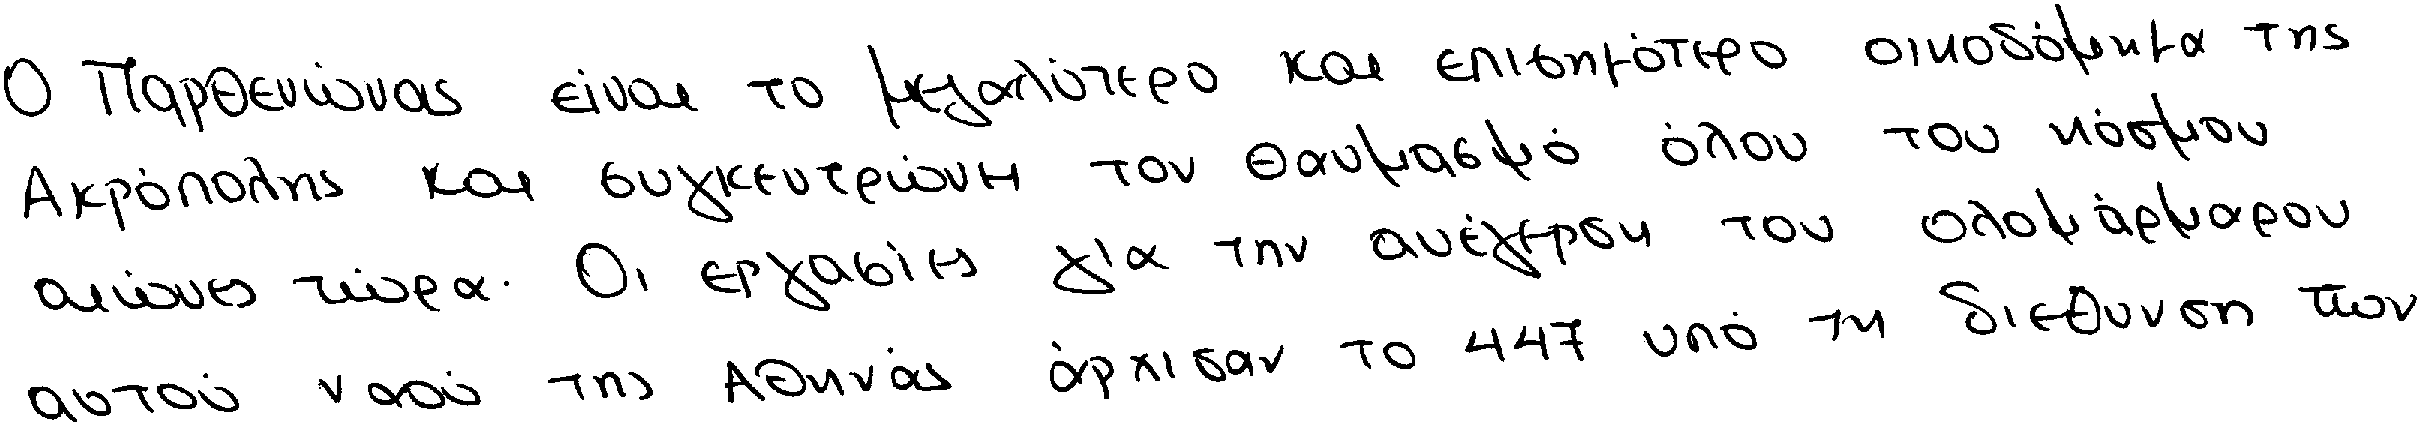 Ο Παρθενώνας είναι το μεγαλύτερο και επισημότερο οικοδόμημα της
Ακρόπολης και συγκεντρώνει τον θαυμασμό όλου του κόσμου
αιώνες τώρα. Οι εργασίες για την ανέγερση του ολομάρμαρου
αυτού ναού της Αθηνάς άρχισαν το 447 υπό τη διεύθυνση των